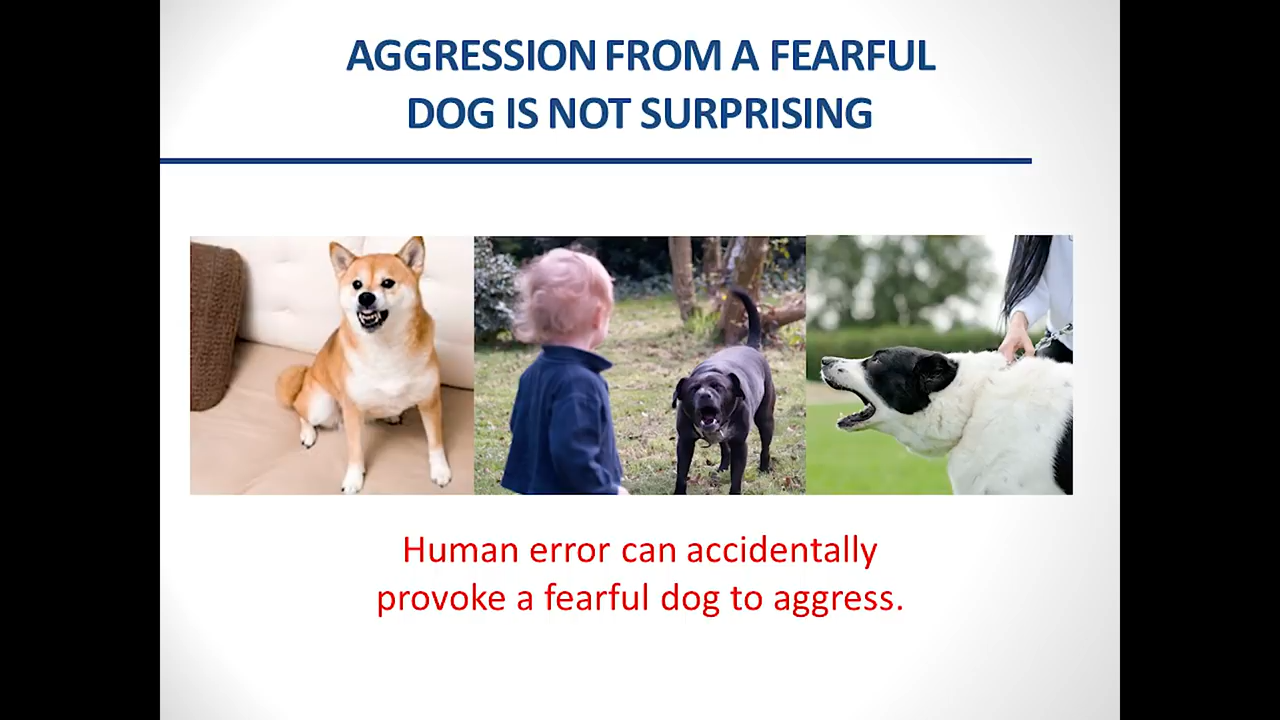 AGGRESSION FROM A FEARFUL
DOG IS NOT SURPRISING
Human error can accidentally
provoke a fearful dog to aggress.